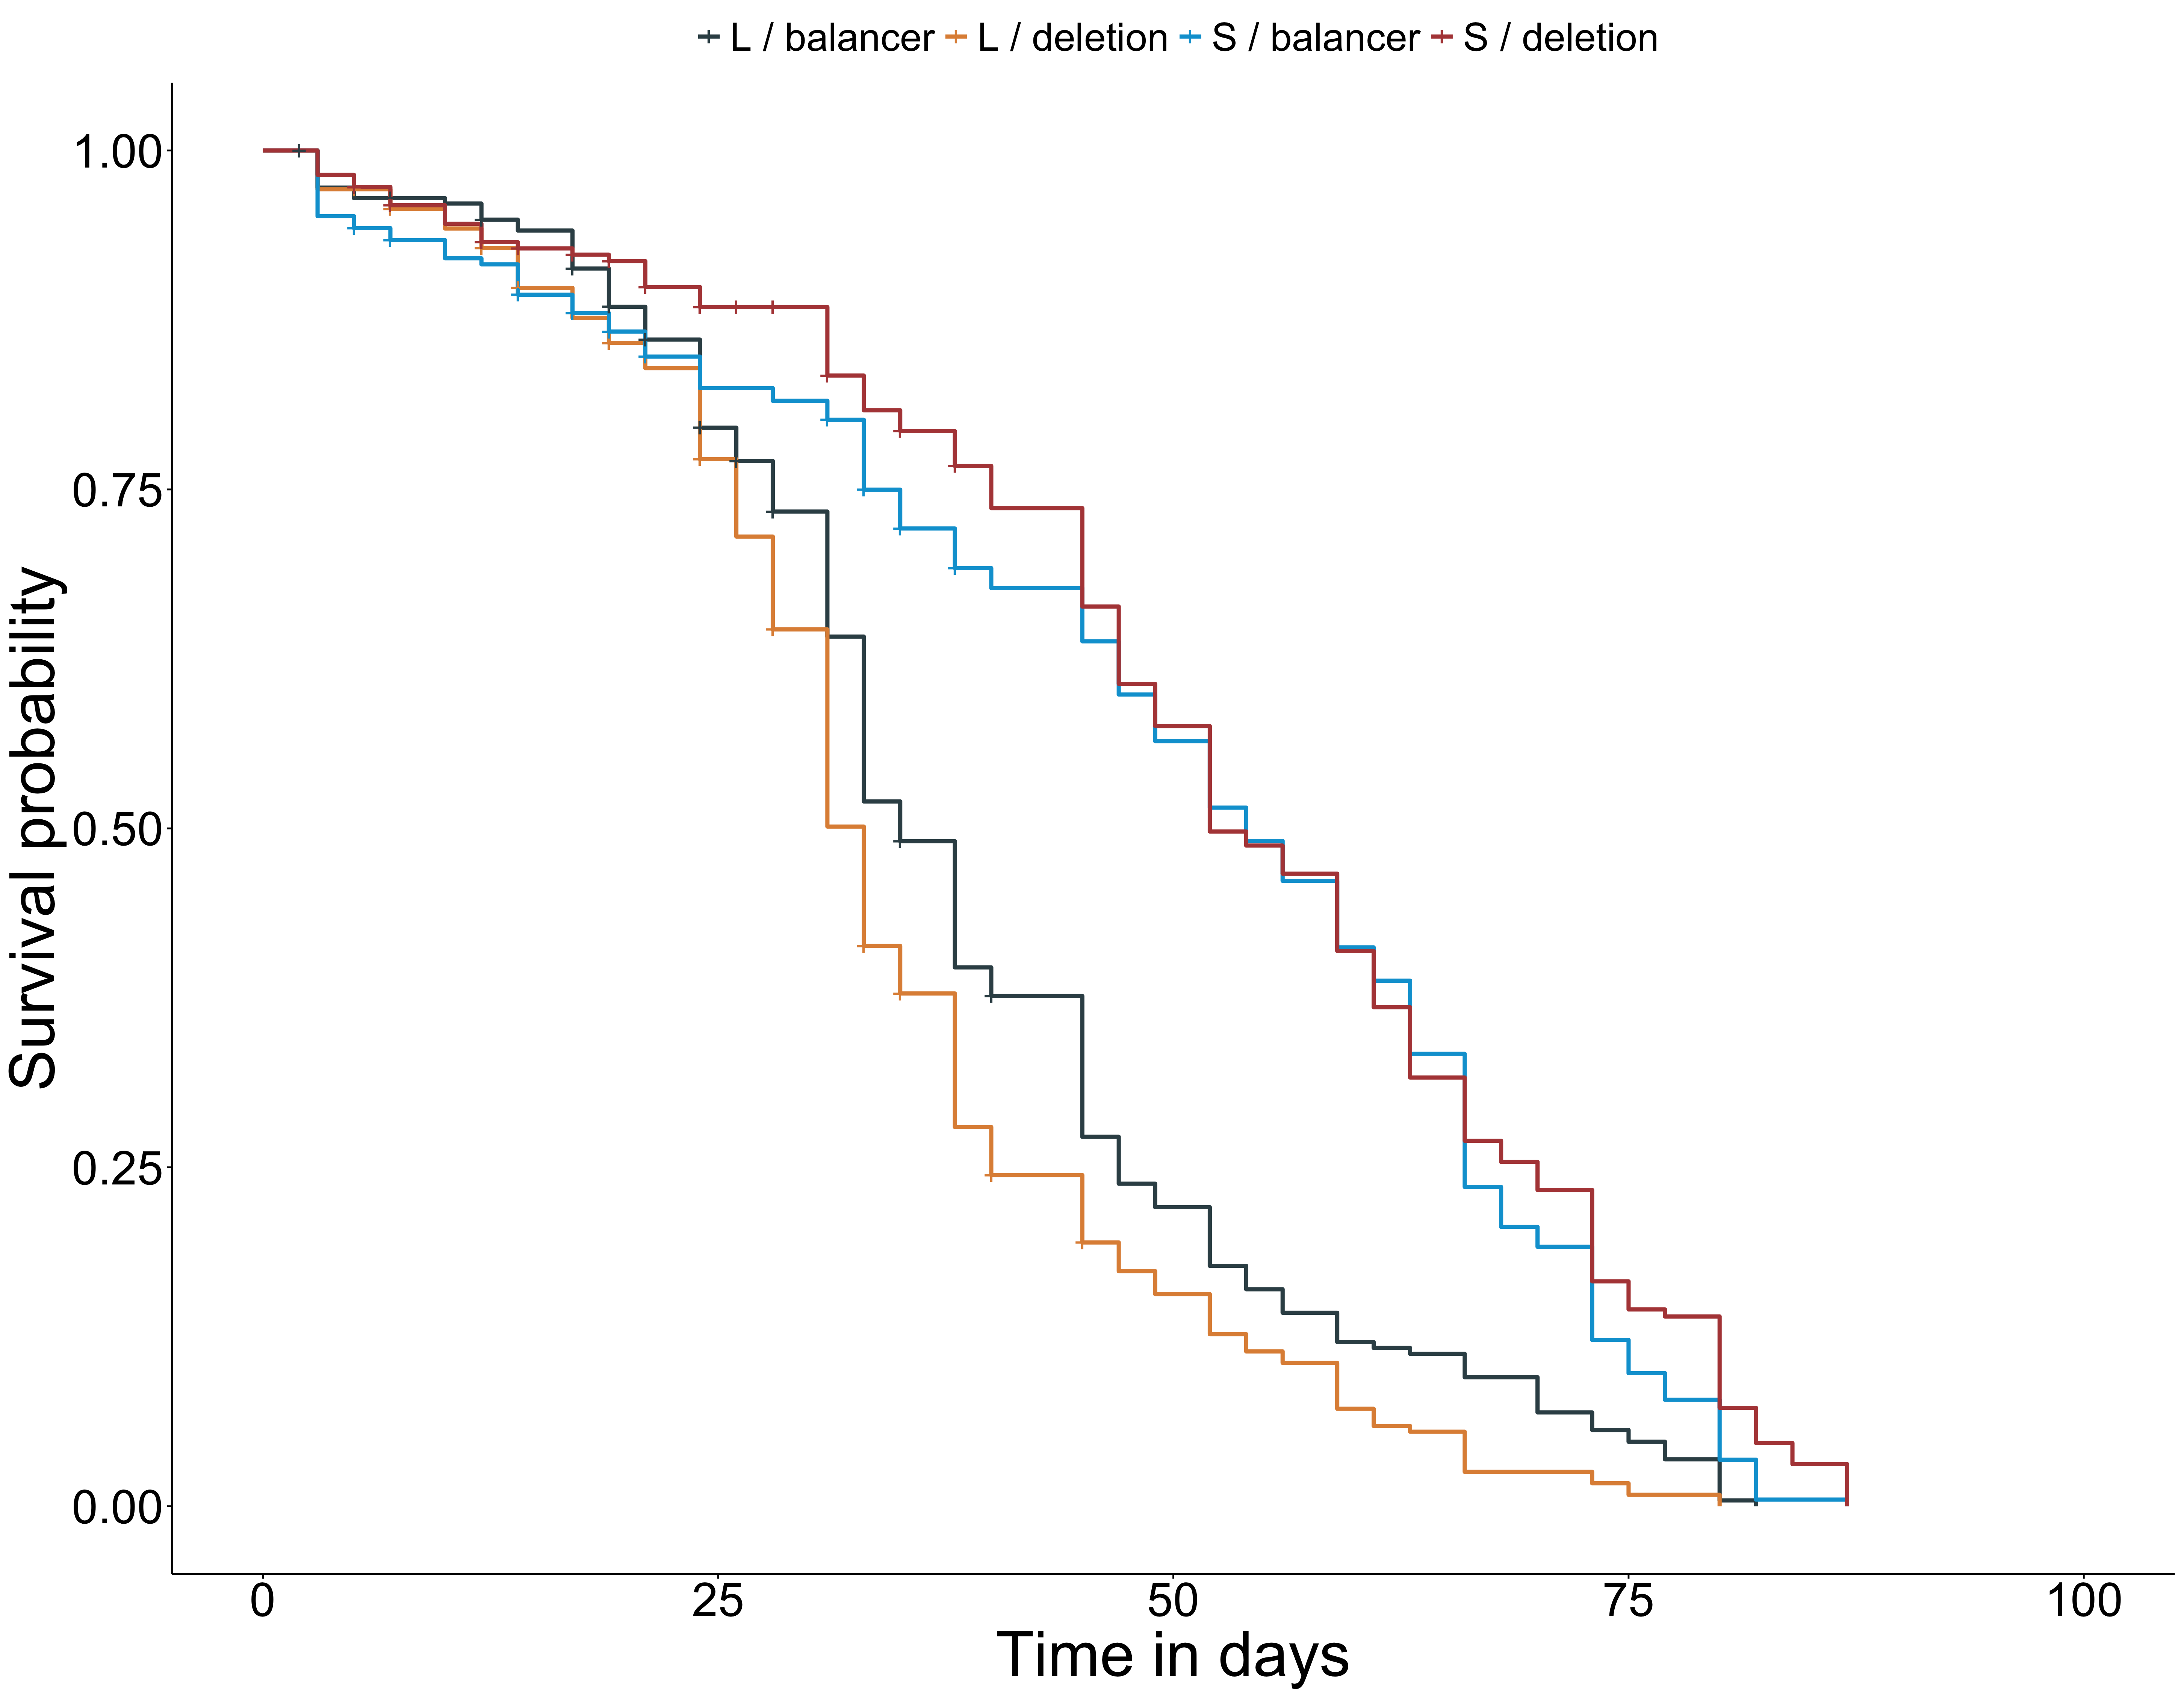 L / balancer L / deletion S / balancer S / deletion
1.00
0.75
0.50
0.25
0.00
Survival probability
0 25 50 75 100
Time in days